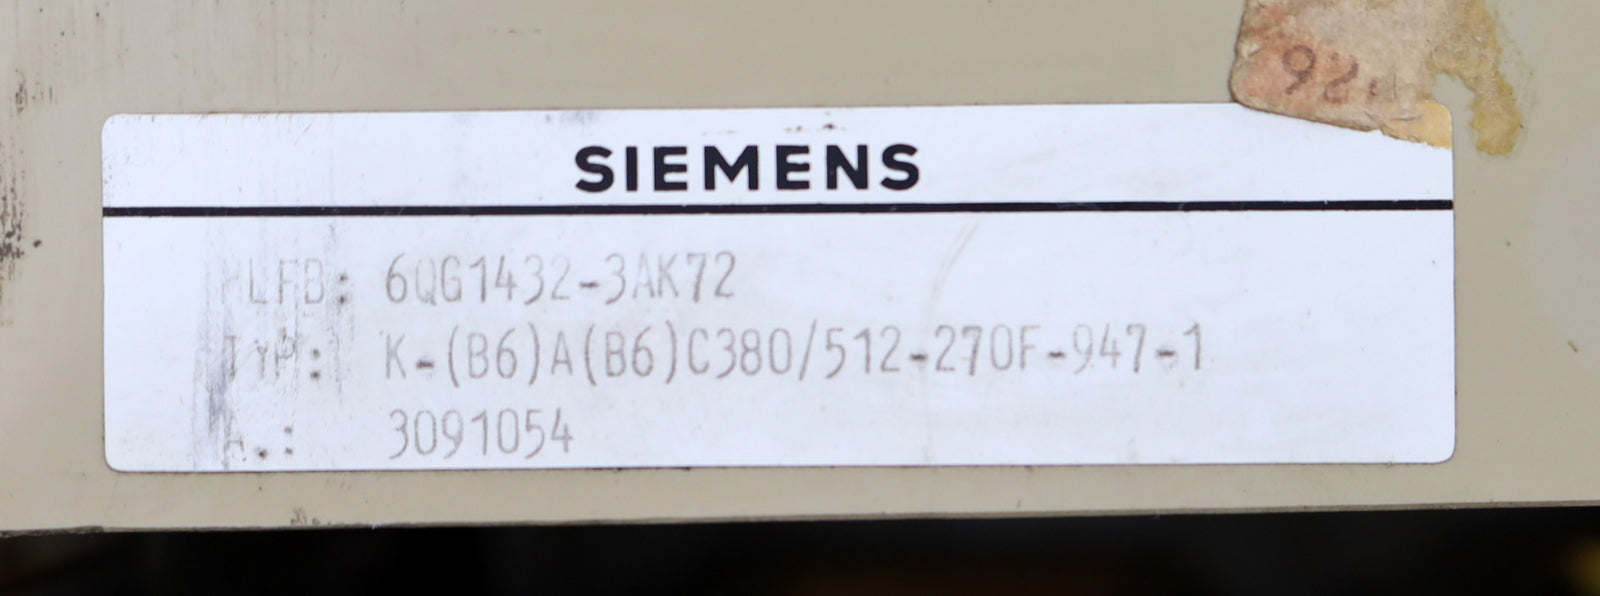 SIEMENS
MLFB: 6QG1432-3AK72
TYP: K-(B6)A(B6)C380/512-270F-947-1
A.: 3091054